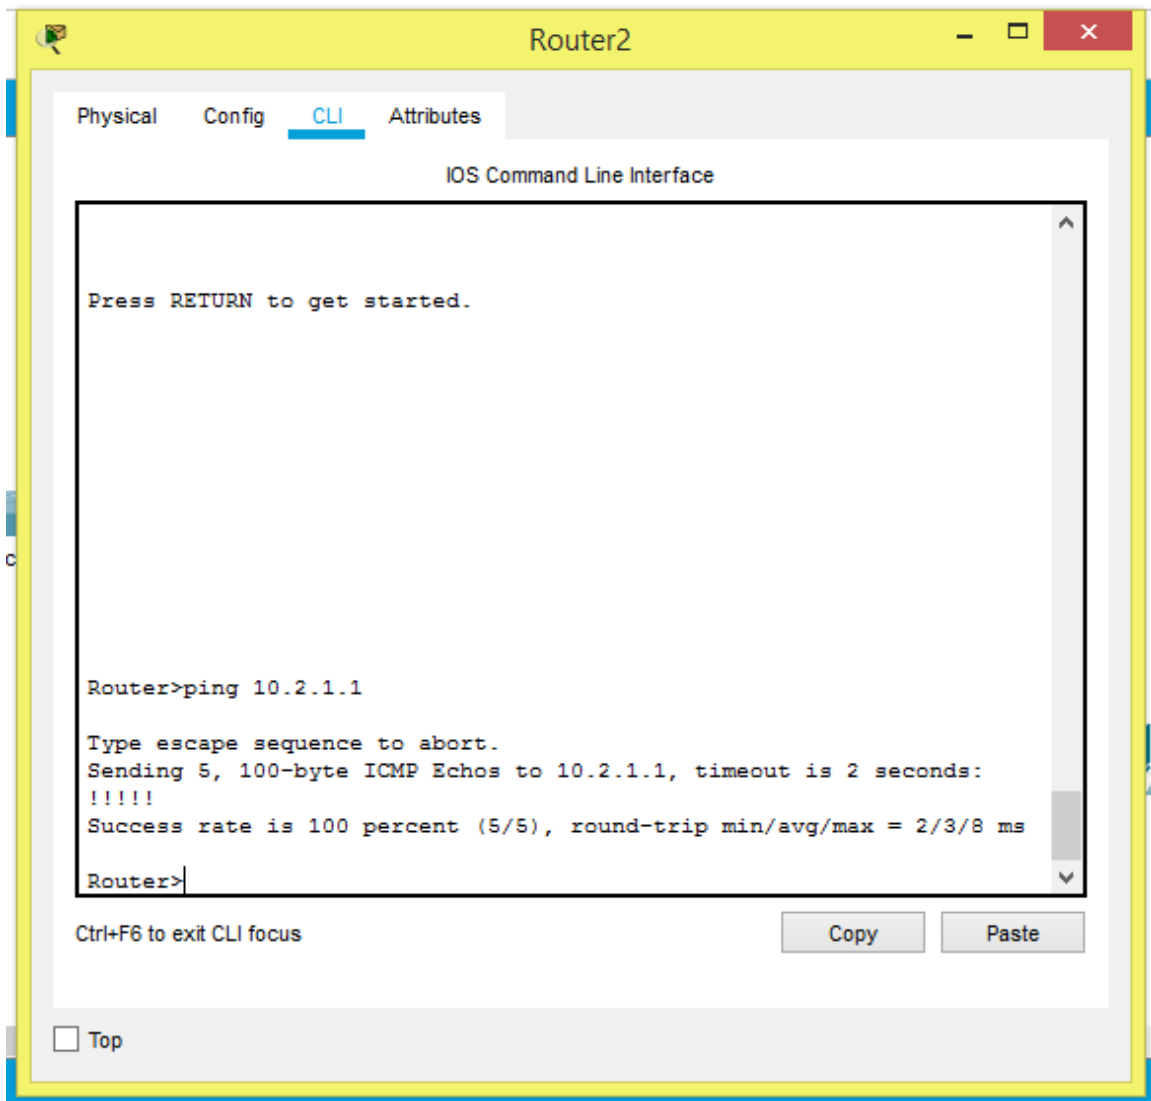 Router2
Physical Config CLI Attributes
IOS Command Line Interface
Press RETURN to get started.
Router>ping 10.2.1.1
Type escape sequence to abort.
Sending 5, 100-byte ICMP Echos to 10.2.1.1, timeout is 2 seconds:
!!!!!
Success rate is 100 percent (5/5), round-trip min/avg/max = 2/3/8 ms
Router>
Ctrl+F6 to exit CLI focus
Copy Paste
Top